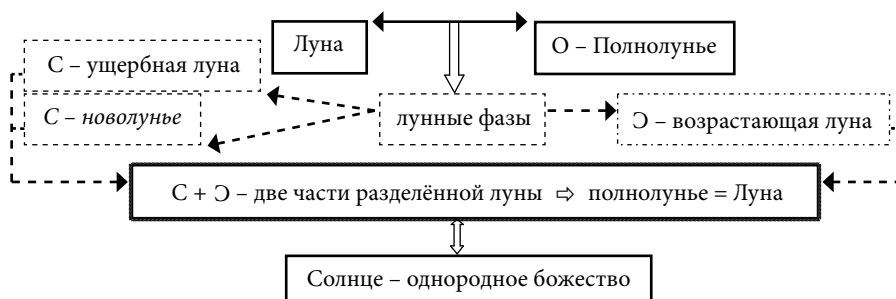 Луна
О – Полнолунье
С – ущербная луна
С – новолунье
лунные фазы
Ɔ – возрастающая луна
С + Ɔ – две части разделённой луны ⇨ полнолунье = Луна
Солнце – однородное божество